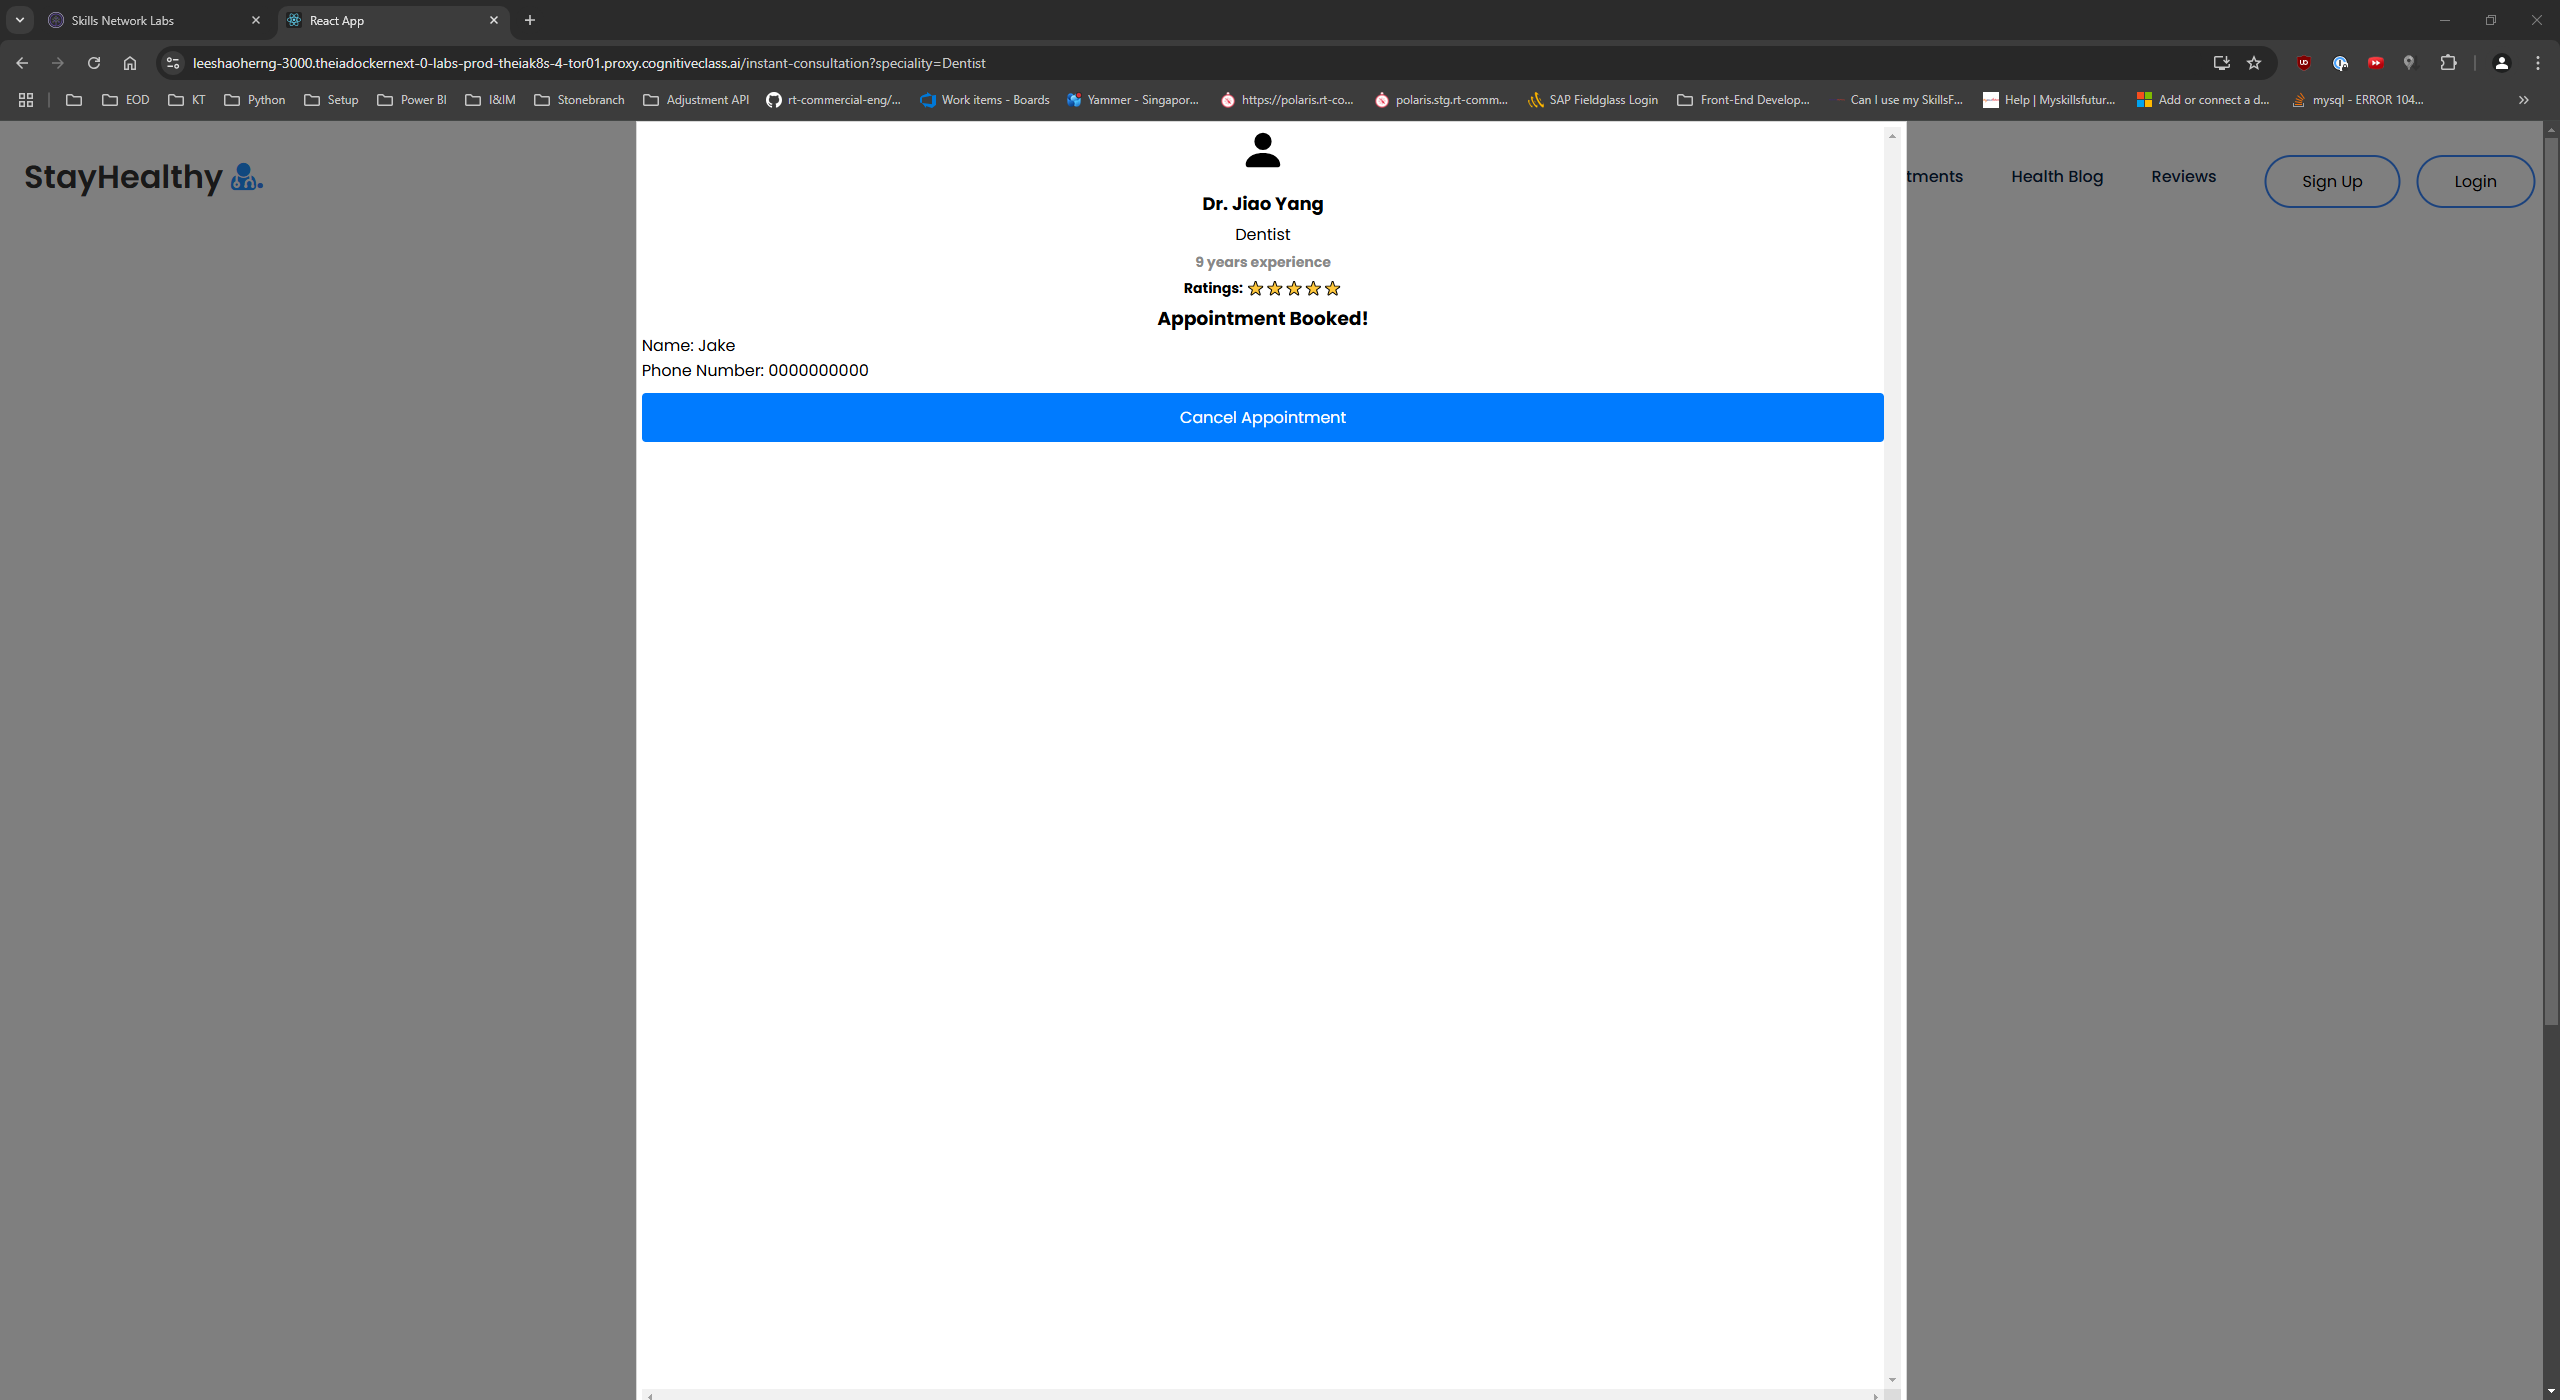 Skills Network Labs
React App
leeshaoherng-3000.theiadockernext-0-labs-prod-theiak8s-4-tor01.proxy.cognitiveclass.ai/instant-consultation?speciality=Dentist
EOD KT Python Setup Power BI I&IM Stonebranch Adjustment API rt-commercial-eng/... Work items - Boards Yammer - Singapor... https://polaris.rt-co... polaris.stg.rt-comm... SAP Fieldglass Login Front-End Develop... Can I use my SkillsF... Help | Myskillsfutur... Add or connect a d... mysql - ERROR 104...
StayHealthy
tments Health Blog Reviews Sign Up Login
Dr. Jiao Yang
Dentist
9 years experience
Ratings:
Appointment Booked!
Name: Jake
Phone Number: 0000000000
Cancel Appointment